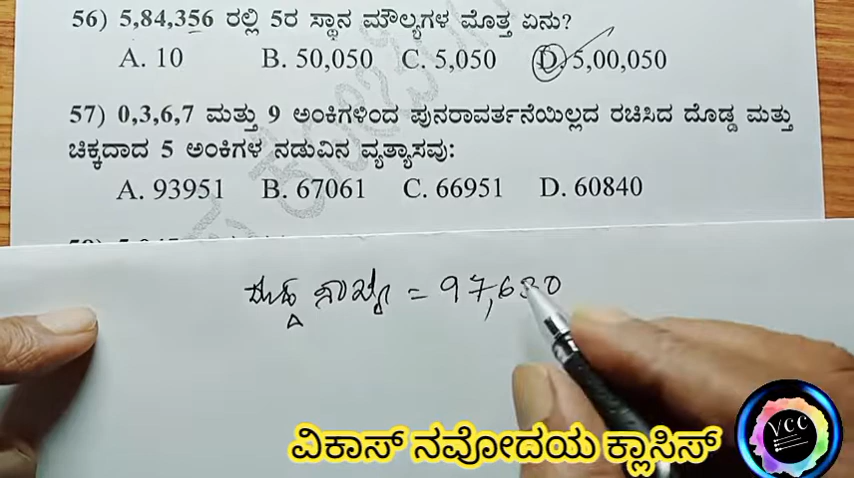 56) 5,84,356 ರಲ್ಲಿ 5ರ ಸ್ಥಾನ ಮೌಲ್ಯಗಳ ಮೊತ್ತ ಏನು?
A. 10 B. 50,050 C. 5,050 D. 5,00,050
57) 0,3,6,7 ಮತ್ತು 9 ಅಂಕಿಗಳಿಂದ ಪುನರಾವರ್ತನೆಯಿಲ್ಲದ ರಚಿಸಿದ ದೊಡ್ಡ ಮತ್ತು
ಚಿಕ್ಕದಾದ 5 ಅಂಕಿಗಳ ನಡುವಿನ ವ್ಯತ್ಯಾಸವು:
A. 93951 B. 67061 C. 66951 D. 60840
ದೊಡ್ಡ ಸಂಖ್ಯೆ = 97,630
ವಿಕಾಸ್ ನವೋದಯ ಕ್ಲಾಸಿಸ್
VCC